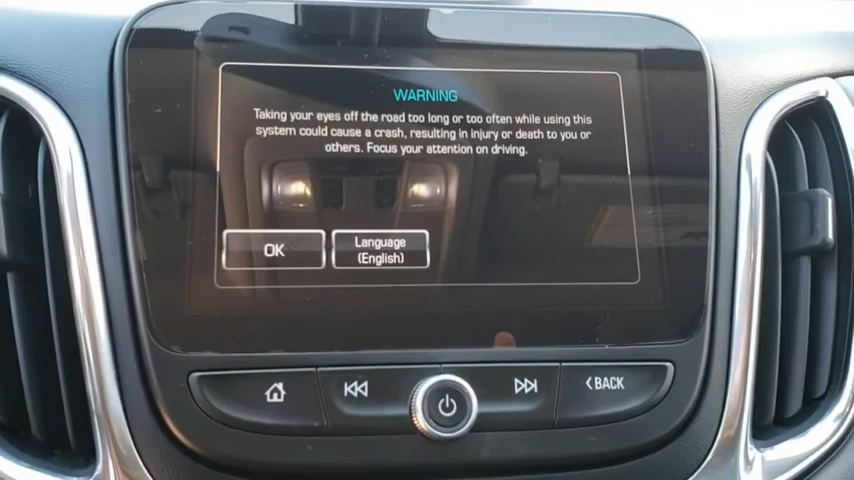 WARNING
Taking your eyes off the road too long or too often while using this
system could cause a crash, resulting in injury or death to you or
others. Focus your attention on driving.
OK
Language
(English)
BACK